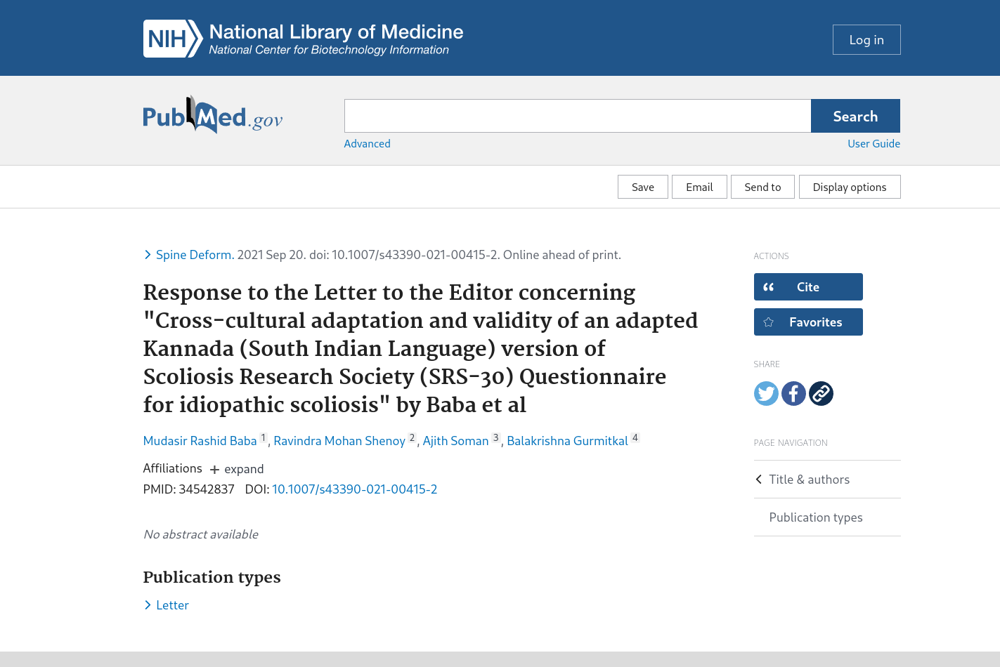 NIH National Library of Medicine
National Center for Biotechnology Information
Log in
PubMed.gov
Search
Advanced
User Guide
Save
Email
Send to
Display options
Spine Deform. 2021 Sep 20. doi: 10.1007/s43390-021-00415-2. Online ahead of print.
Response to the Letter to the Editor concerning
"Cross-cultural adaptation and validity of an adapted
Kannada (South Indian Language) version of
Scoliosis Research Society (SRS-30) Questionnaire
for idiopathic scoliosis" by Baba et al
Mudasir Rashid Baba 1, Ravindra Mohan Shenoy 2, Ajith Soman 3, Balakrishna Gurmitkal 4
Affiliations + expand
PMID: 34542837 DOI: 10.1007/s43390-021-00415-2
No abstract available
Publication types
Letter
ACTIONS
Cite
Favorites
SHARE
PAGE NAVIGATION
Title & authors
Publication types